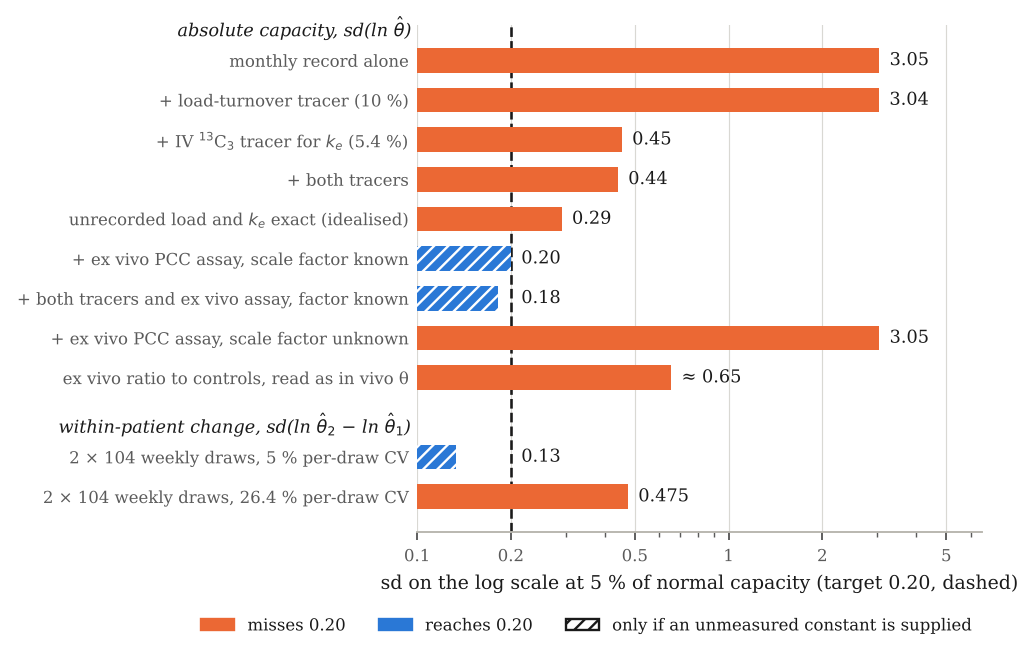 absolute capacity, sd(ln θ̂)
monthly record alone 3.05
+ load-turnover tracer (10 %) 3.04
+ IV ¹³C₃ tracer for kₑ (5.4 %) 0.45
+ both tracers 0.44
unrecorded load and kₑ exact (idealised) 0.29
+ ex vivo PCC assay, scale factor known 0.20
+ both tracers and ex vivo assay, factor known 0.18
+ ex vivo PCC assay, scale factor unknown 3.05
ex vivo ratio to controls, read as in vivo θ ≈ 0.65
within-patient change, sd(ln θ̂₂ − ln θ̂₁)
2 × 104 weekly draws, 5 % per-draw CV 0.13
2 × 104 weekly draws, 26.4 % per-draw CV 0.475
0.1 0.2 0.5 1 2 5
sd on the log scale at 5 % of normal capacity (target 0.20, dashed)
misses 0.20 reaches 0.20 only if an unmeasured constant is supplied